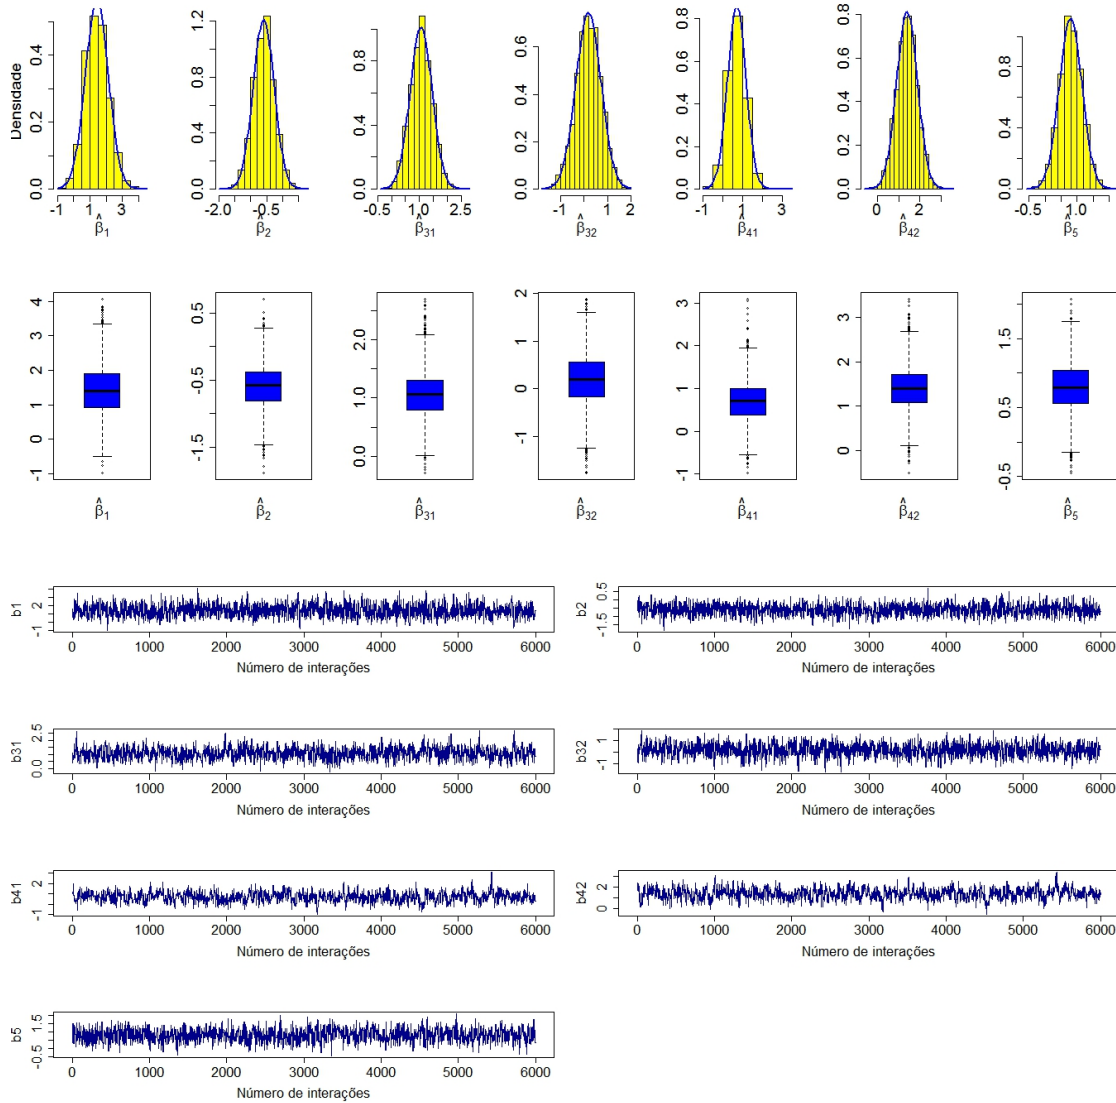 Densidade
0.0 0.2 0.4
-1 1 3
β̂1
0.0 0.4 0.8 1.2
-2.0 -0.5
β̂2
0.0 0.4 0.8
-0.5 1.0 2.5
β̂31
0.0 0.2 0.4 0.6
-1 0 1 2
β̂32
0.0 0.2 0.4 0.6 0.8
-1 1 3
β̂41
0.0 0.2 0.4 0.6 0.8
0 2
β̂42
0.0 0.4 0.8
-0.5 1.0
β̂5
-1 0 1 2 3 4
β̂1
-1.5 -0.5 0.5
β̂2
0.0 1.0 2.0
β̂31
-1 0 1 2
β̂32
-1 0 1 2 3
β̂41
0 1 2 3
β̂42
-0.5 0.5 1.5
β̂5
b1
-1 2
0 1000 2000 3000 4000 5000 6000
Número de interações
b2
-1.5 0.5
0 1000 2000 3000 4000 5000 6000
Número de interações
b31
0.0 2.5
0 1000 2000 3000 4000 5000 6000
Número de interações
b32
-1 1
0 1000 2000 3000 4000 5000 6000
Número de interações
b41
-1 2
0 1000 2000 3000 4000 5000 6000
Número de interações
b42
0 2
0 1000 2000 3000 4000 5000 6000
Número de interações
b5
-0.5 1.5
0 1000 2000 3000 4000 5000 6000
Número de interações